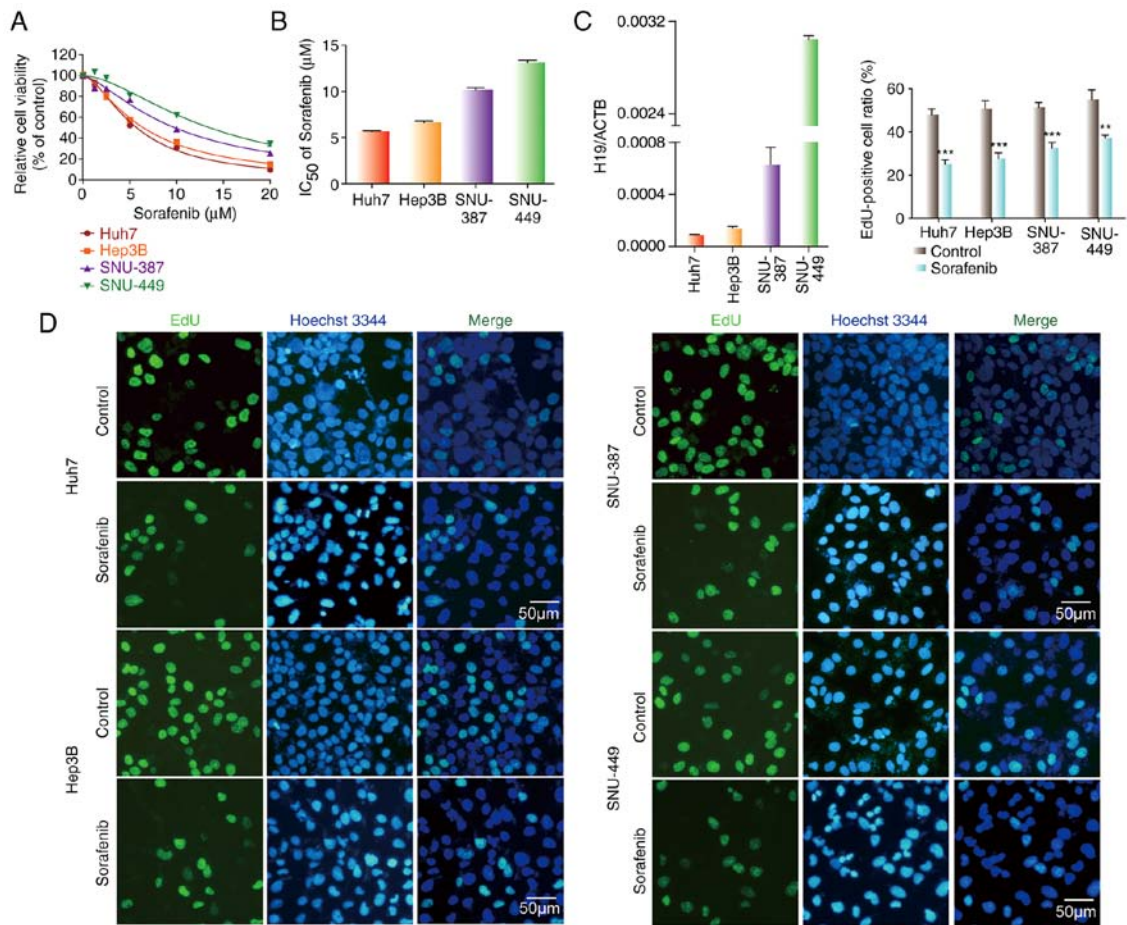 A
Relative cell viability
(% of control)
120
100
80
60
40
20
0
0
5
10
15
20
Sorafenib (μM)
Huh7
Hep3B
SNU-387
SNU-449
B
IC50 of Sorafenib (μM)
15
10
5
0
Huh7
Hep3B
SNU-
387
SNU-
449
C
H19/ACTB
0.0032
0.0024
0.0008
0.0004
0.0000
Huh7
Hep3B
SNU-
387
SNU-
449
EdU-positive cell ratio (%)
60
40
20
0
***
***
***
**
Huh7
Hep3B
SNU-
387
SNU-
449
Control
Sorafenib
D
EdU
Hoechst 3344
Merge
Huh7
Control
Sorafenib
50μm
Hep3B
Control
Sorafenib
50μm
EdU
Hoechst 3344
Merge
SNU-387
Control
Sorafenib
50μm
SNU-449
Control
Sorafenib
50μm